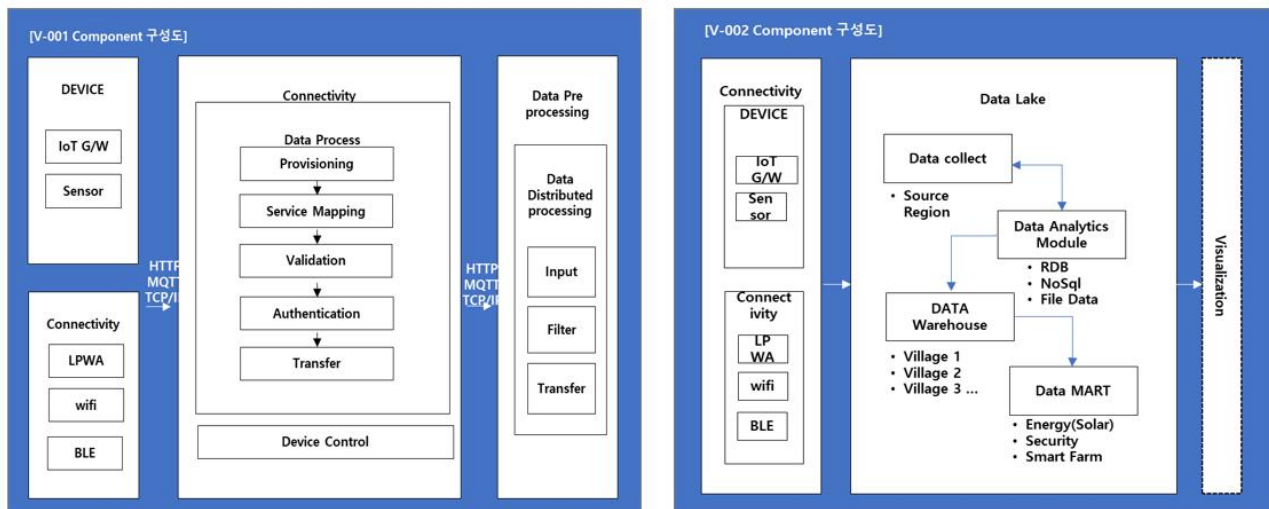 [V-001 Component 구성도]
DEVICE
IoT G/W
Sensor
Connectivity
LPWA
wifi
BLE
HTTP
MQTT
TCP/IP
Connectivity
Data Process
Provisioning
Service Mapping
Validation
Authentication
Transfer
Device Control
HTTP
MQTT
TCP/IP
Data Pre
processing
Data
Distributed
processing
Input
Filter
Transfer
[V-002 Component 구성도]
Connectivity
DEVICE
IoT
G/W
Sen
sor
Connect
ivity
LP
WA
wifi
BLE
Data Lake
Data collect
• Source
Region
Data Analytics
Module
• RDB
• NoSql
• File Data
DATA
Warehouse
• Village 1
• Village 2
• Village 3 ...
Data MART
• Energy(Solar)
• Security
• Smart Farm
Visualization